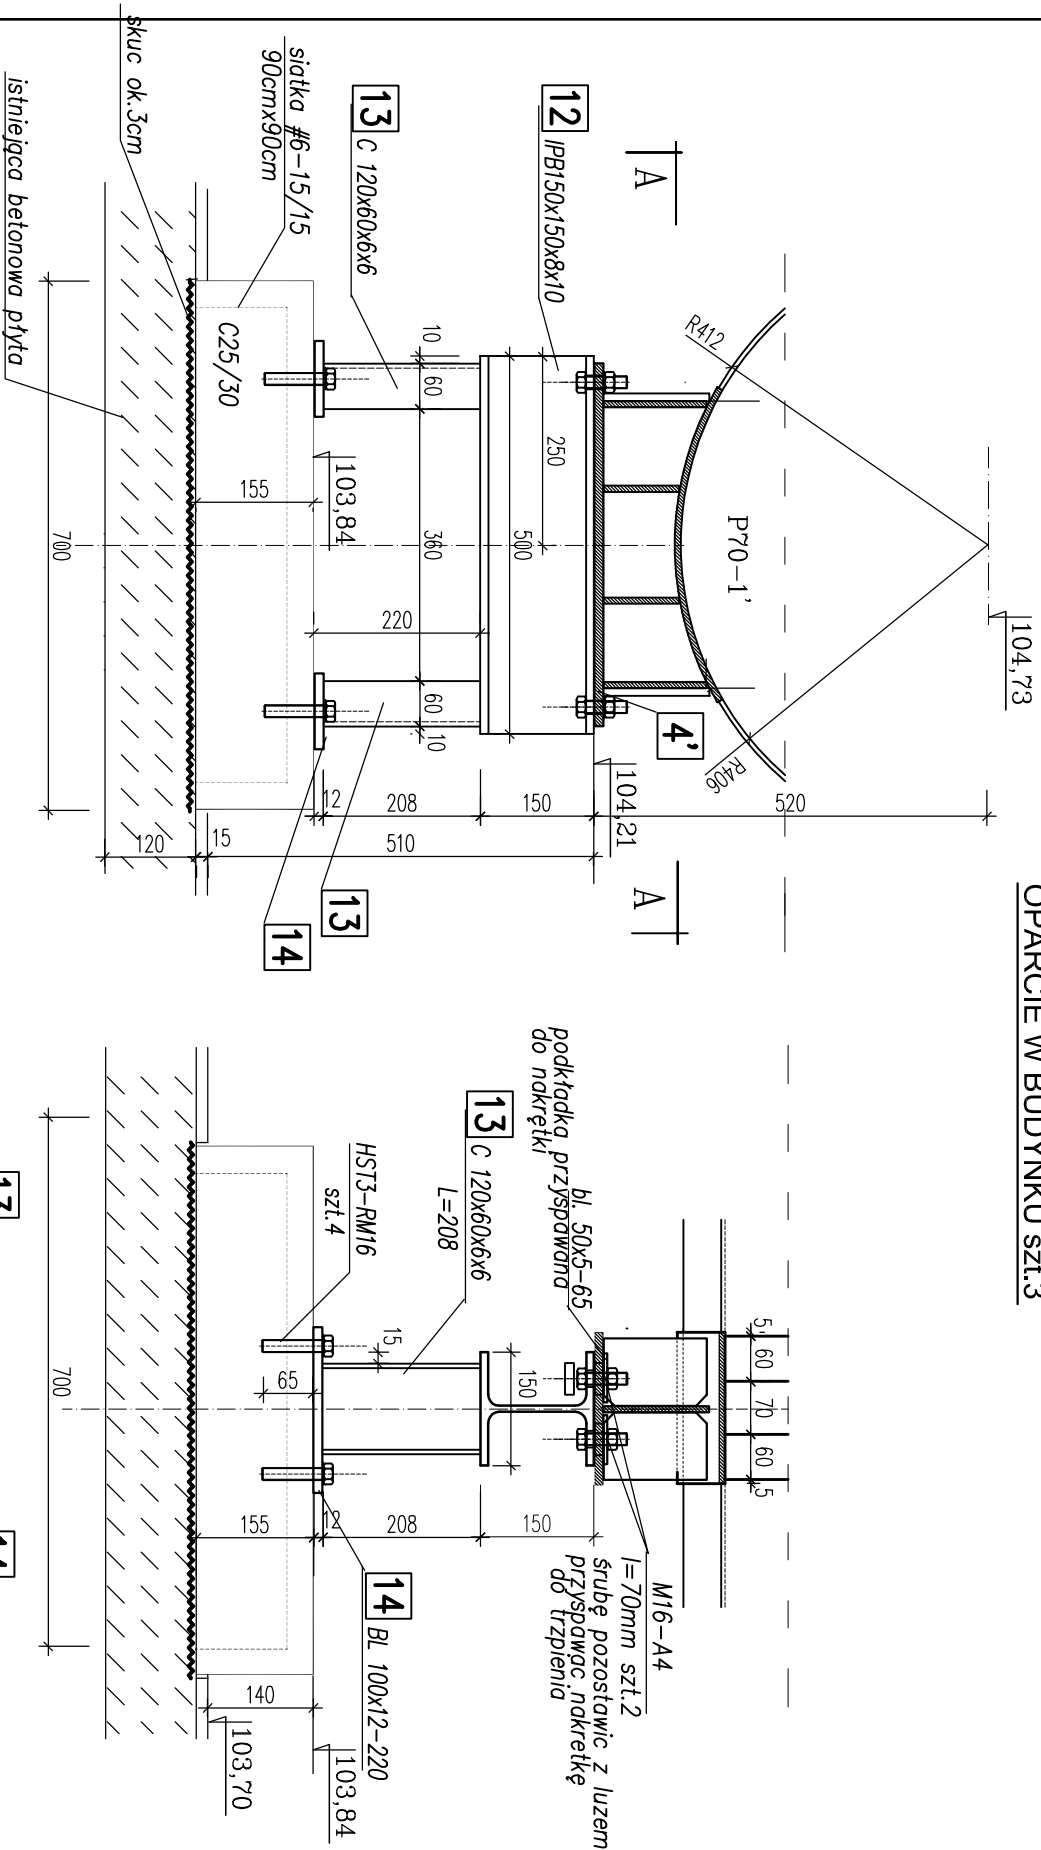 OPARCIE W BUDYNKU szt.3
104,73
R412
R406
P70-1'
520
A
A
12 IPB150x150x8x10
4'
104,21
13 C 120x60x6x6
10
60
250
360
500
60
10
220
12
208
150
510
siatka #6-15/15
90cmx90cm
C25/30
103,84
155
15
120
13
14
skuc ok.3cm
istniejąca betonowa płyta
700
5
60
70
60
5
M16-A4
l=70mm szt.2
śrubę pozostawic z luzem
przyspawac nakretkę
do trzpienia
bl. 50x5-65
podkładka przyspawana
do nakrętki
13 C 120x60x6x6
L=208
150
15
HST3-RM16
szt.4
65
155
12
208
150
14 BL 100x12-220
103,84
140
103,70
700